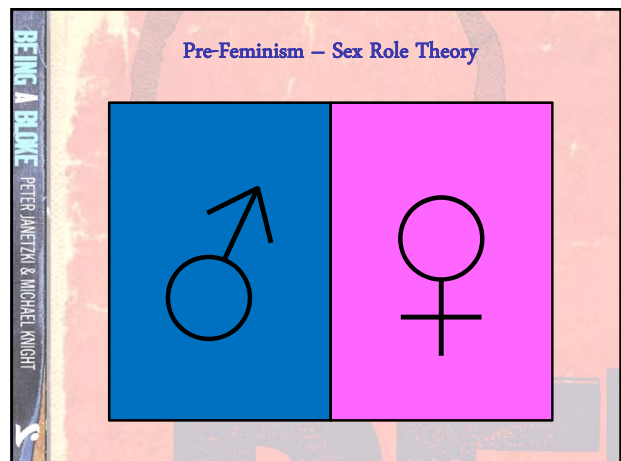 Pre-Feminism – Sex Role Theory
BEING A BLOKE PETER JANETZKI & MICHAEL KNIGHT